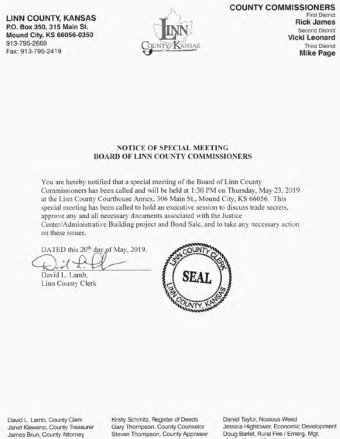 LINN COUNTY, KANSAS
P.O. Box 350, 315 Main St.
Mound City, KS 66056-0350
913-795-2668
Fax: 913-795-2419
LINN
COUNTY KANSAS
COUNTY COMMISSIONERS
First District
Rick James
Second District
Vicki Leonard
Third District
Mike Page
NOTICE OF SPECIAL MEETING
BOARD OF LINN COUNTY COMMISSIONERS
You are hereby notified that a special meeting of the Board of Linn County
Commissioners has been called and will be held at 1:30 PM on Thursday, May 23, 2019
at the Linn County Courthouse Annex, 306 Main St., Mound City, KS 66056. This
special meeting has been called to hold an executive session to discuss trade secrets,
approve any and all necessary documents associated with the Justice
Center/Administrative Building project and Bond Sale, and to take any necessary action
on these issues.
DATED this 20th day of May, 2019.
David L. Lamb,
Linn County Clerk
LINN COUNTY CLERK
SEAL
LINN COUNTY, KANSAS
David L. Lamb, County Clerk
Janet Kleweno, County Treasurer
James Brun, County Attorney
Kristy Schmitz, Register of Deeds
Gary Thompson, County Counselor
Steven Thompson, County Appraiser
Daniel Taylor, Noxious Weed
Jessica Hightower, Economic Development
Doug Barlet, Rural Fire / Emerg. Mgt.